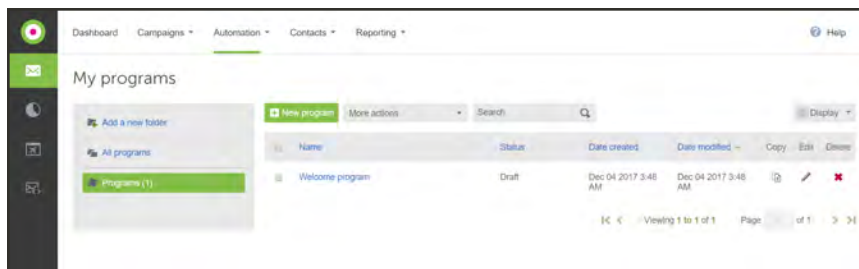 Dashboard Campaigns Automation Contacts Reporting Help
My programs
Add a new folder
All programs
Programs (1)
New program More actions Search Display
Name Status Date created Date modified Copy Edit Delete
Welcome program Draft Dec 04 2017 3:48 AM Dec 04 2017 3:48 AM
Viewing 1 to 1 of 1 Page of 1